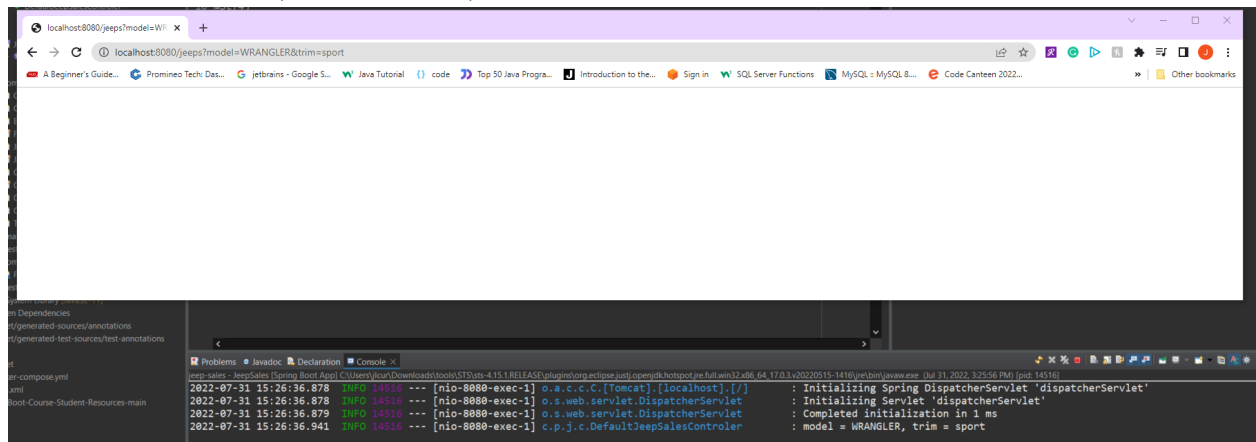 localhost:8080/jeeps?model=WR
localhost:8080/jeeps?model=WRANGLER&trim=sport
A Beginner's Guide... Promineo Tech: Das... jetbrains - Google S... Java Tutorial code Top 50 Java Progra... Introduction to the... Sign in SQL Server Functions MySQL :: MySQL 8.... Code Canteen 2022... » Other bookmarks
en Dependencies
et/generated-sources/annotations
et/generated-test-sources/test-annotations
er-compose.yml
Boot-Course-Student-Resources-main
Problems Javadoc Declaration Console
jeep-sales - JeepSales [Spring Boot App] C:\Users\jlcur\Downloads\tools\STS\sts-4.15.1.RELEASE\plugins\org.eclipse.justj.openjdk.hotspot.jre.full.win32.x86_64_17.0.3.v20220515-1416\jre\bin\javaw.exe (Jul 31, 2022, 3:25:56 PM) [pid: 14516]
2022-07-31 15:26:36.878 INFO 14516 --- [nio-8080-exec-1] o.a.c.c.C.[Tomcat].[localhost].[/] : Initializing Spring DispatcherServlet 'dispatcherServlet'
2022-07-31 15:26:36.878 INFO 14516 --- [nio-8080-exec-1] o.s.web.servlet.DispatcherServlet : Initializing Servlet 'dispatcherServlet'
2022-07-31 15:26:36.879 INFO 14516 --- [nio-8080-exec-1] o.s.web.servlet.DispatcherServlet : Completed initialization in 1 ms
2022-07-31 15:26:36.941 INFO 14516 --- [nio-8080-exec-1] c.p.j.c.DefaultJeepSalesControler : model = WRANGLER, trim = sport